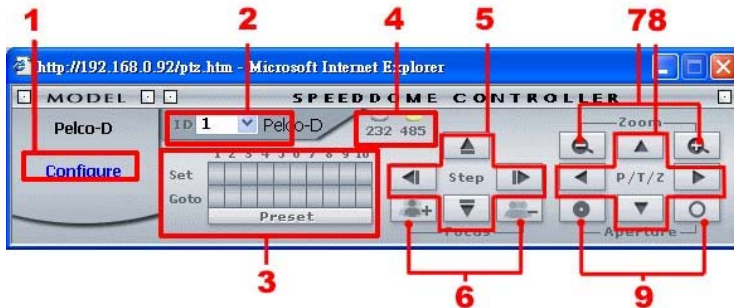 1 2 4 5 78
http://192.168.0.92/ptz.htm - Microsoft Internet Explorer
MODEL SPEEDDOME CONTROLLER
Pelco-D ID 1 Pelco-D 232 485 Zoom
Configure 1 2 3 4 5 6 7 8 9 10
Set Step P/T/Z
Goto
Preset
Focus Aperture
3 6 9